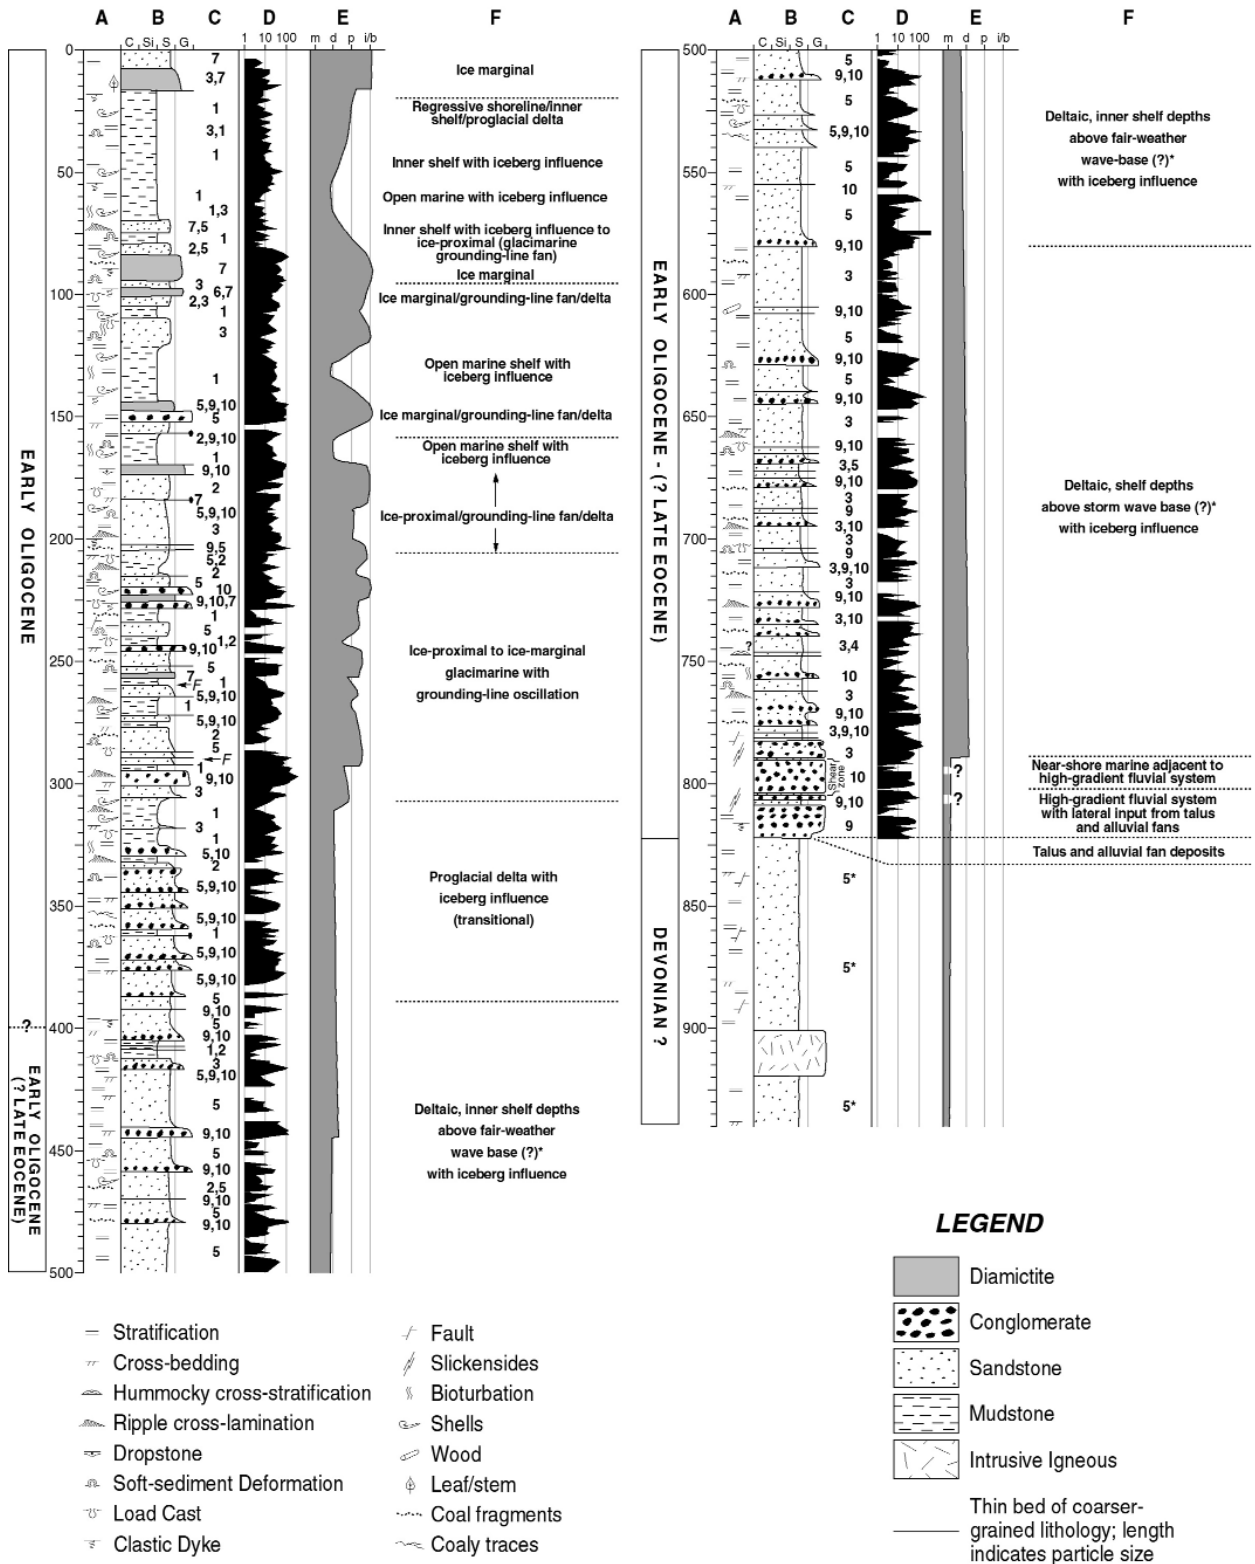 A B C D E F
C Si S G 1 10 100 m d p i/b
0
50
100
150
200
250
300
350
400
450
500
EARLY OLIGOCENE
?
EARLY OLIGOCENE
(? LATE EOCENE)
7
3,7
1
3,1
1
1
1,3
7,5
1
2,5
7
3
6,7
2,3
1
3
1
5,9,10
5
2,9,10
1
9,10
2
7
5,9,10
3
9,5
5,2
2
5
10
9,10,7
1
5
1,2
9,10
5
7
1
F
5,9,10
1
5,9,10
2
5
F
1
9,10
3
1
3
1
5,10
2
5,9,10
5,9,10
1
5,9,10
5,9,10
5
9,10
5
9,10
1,2
3
5,9,10
5
9,10
5
9,10
2,5
9,10
5
9,10
5
Ice marginal
Regressive shoreline/inner
shelf/proglacial delta
Inner shelf with iceberg influence
Open marine with iceberg influence
Inner shelf with iceberg influence to
ice-proximal (glacimarine
grounding-line fan)
Ice marginal
Ice marginal/grounding-line fan/delta
Open marine shelf with
iceberg influence
Ice marginal/grounding-line fan/delta
Open marine shelf with
iceberg influence
Ice-proximal/grounding-line fan/delta
Ice-proximal to ice-marginal
glacimarine with
grounding-line oscillation
Proglacial delta with
iceberg influence
(transitional)
Deltaic, inner shelf depths
above fair-weather
wave base (?)*
with iceberg influence
A B C D E F
C Si S G 1 10 100 m d p i/b
500
550
600
650
700
750
800
850
900
EARLY OLIGOCENE - (? LATE EOCENE)
DEVONIAN ?
5
9,10
5
5,9,10
5
10
5
9,10
3
9,10
5
9,10
5
9,10
3
9,10
3,5
9,10
3
9
3,10
3
9
3,9,10
3
9,10
3,10
3,4
?
10
3
9,10
3,9,10
3
Shear
zone
10
9,10
9
5*
5*
5*
?
?
Deltaic, inner shelf depths
above fair-weather
wave-base (?)*
with iceberg influence
Deltaic, shelf depths
above storm wave base (?)*
with iceberg influence
Near-shore marine adjacent to
high-gradient fluvial system
High-gradient fluvial system
with lateral input from talus
and alluvial fans
Talus and alluvial fan deposits
Stratification
Cross-bedding
Hummocky cross-stratification
Ripple cross-lamination
Dropstone
Soft-sediment Deformation
Load Cast
Clastic Dyke
Fault
Slickensides
Bioturbation
Shells
Wood
Leaf/stem
Coal fragments
Coaly traces
LEGEND
Diamictite
Conglomerate
Sandstone
Mudstone
Intrusive Igneous
Thin bed of coarser-
grained lithology; length
indicates particle size